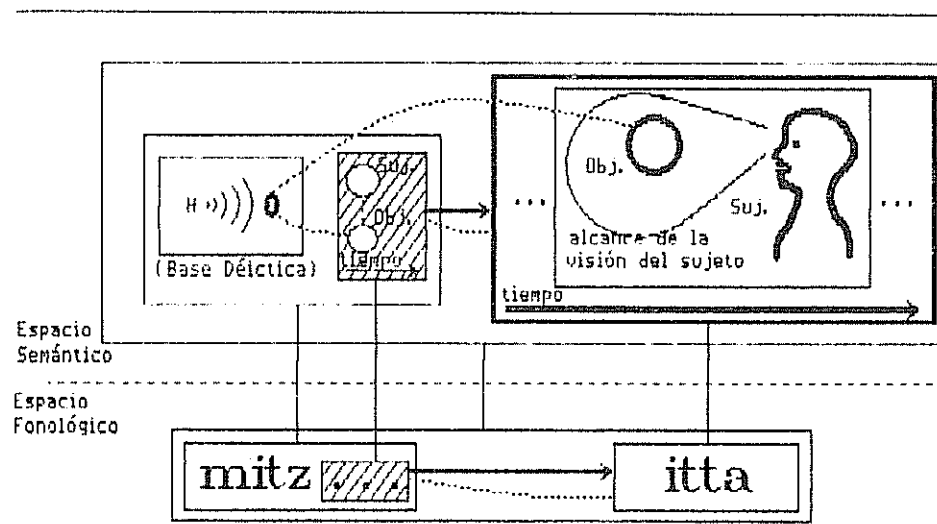 Suj.
Obj.
tiempo
H
(Base Déictica)
Obj.
Suj.
...
...
alcance de la
visión del sujeto
tiempo
Espacio
Semántico
Espacio
Fonológico
mitz
...
itta